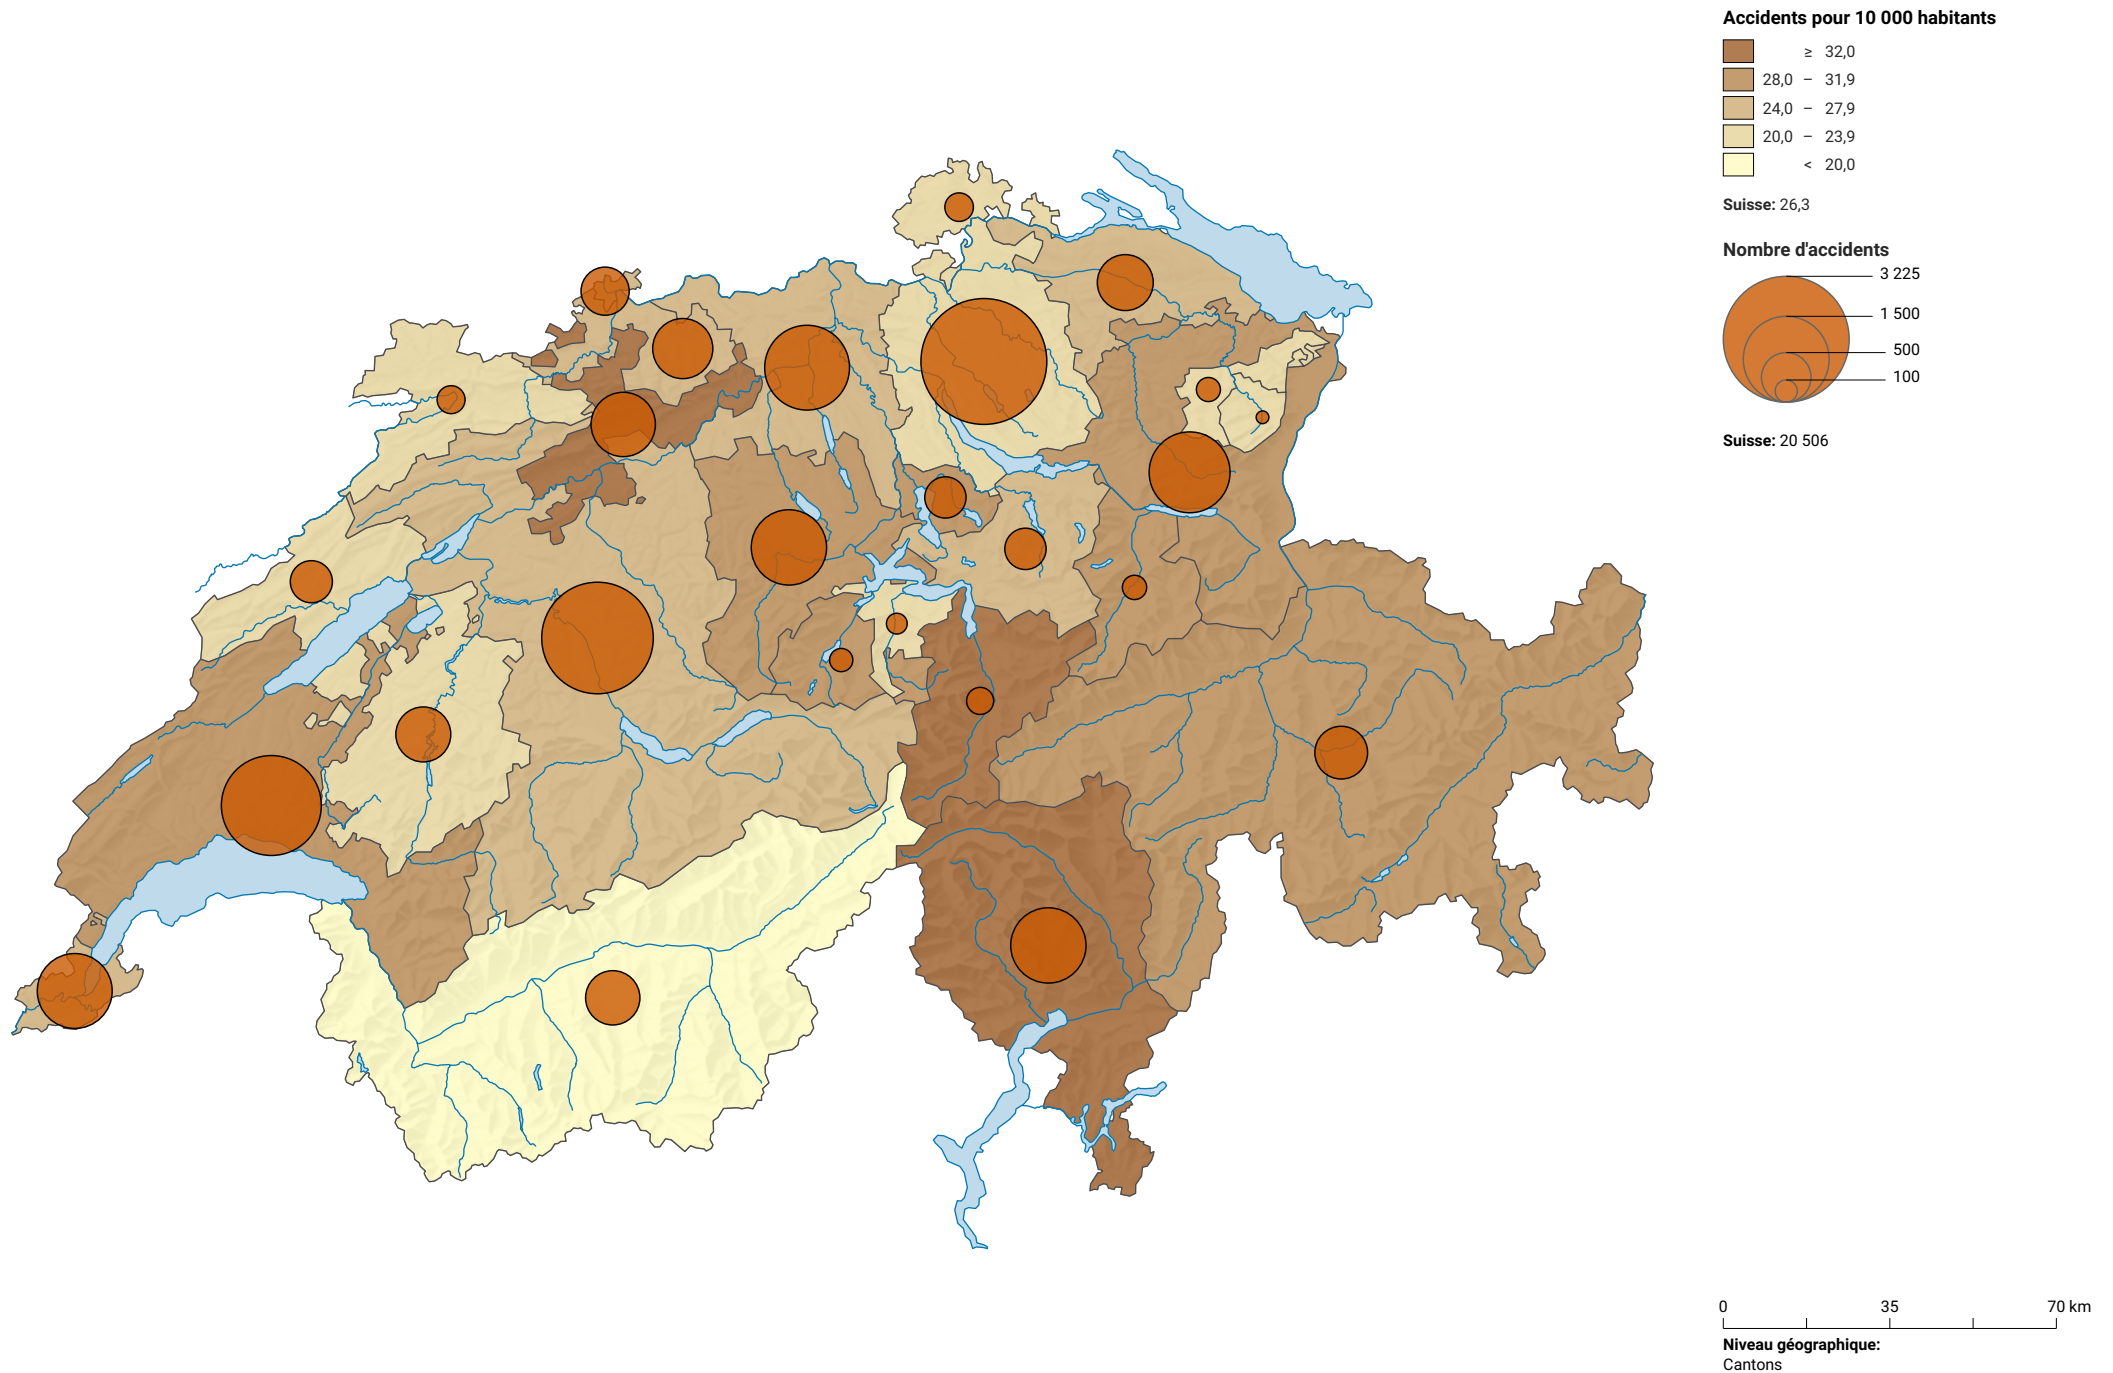 Accidents pour 10 000 habitants
≥ 32,0
28,0 – 31,9
24,0 – 27,9
20,0 – 23,9
< 20,0
Suisse: 26,3
Nombre d'accidents
3 225
1 500
500
100
Suisse: 20 506
0 35 70 km
Niveau géographique:
Cantons